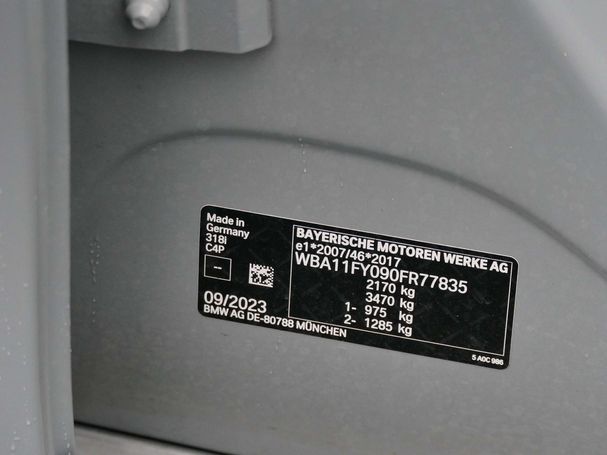 Made in
Germany
318i
C4P
--
09/2023
BMW AG DE-80788 MÜNCHEN
BAYERISCHE MOTOREN WERKE AG
e1*2007/46*2017
WBA11FY090FR77835
2170 kg
3470 kg
1- 975 kg
2- 1285 kg
5 A0C 986